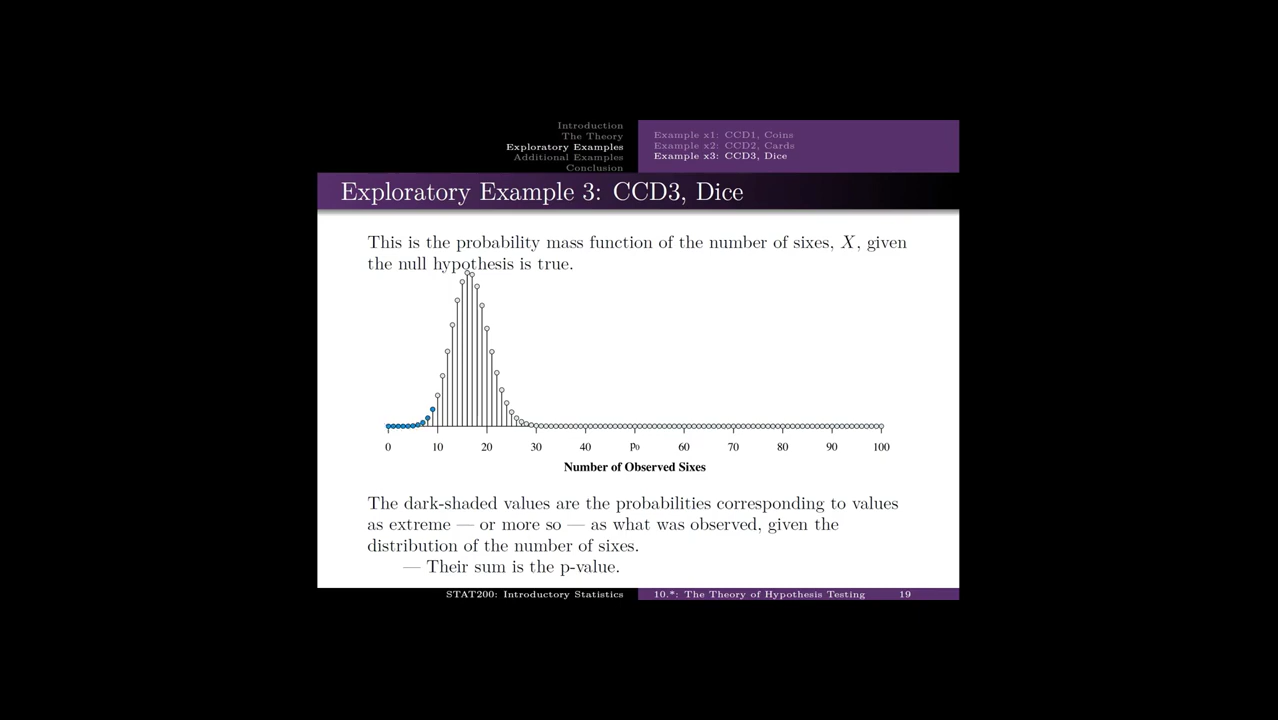 Introduction
The Theory
Exploratory Examples
Additional Examples
Conclusion
Example x1: CCD1, Coins
Example x2: CCD2, Cards
Example x3: CCD3, Dice
Exploratory Example 3: CCD3, Dice
This is the probability mass function of the number of sixes, X, given
the null hypothesis is true.
0 10 20 30 40 p₀ 60 70 80 90 100
Number of Observed Sixes
The dark-shaded values are the probabilities corresponding to values
as extreme — or more so — as what was observed, given the
distribution of the number of sixes.
— Their sum is the p-value.
STAT200: Introductory Statistics 10.*: The Theory of Hypothesis Testing 19